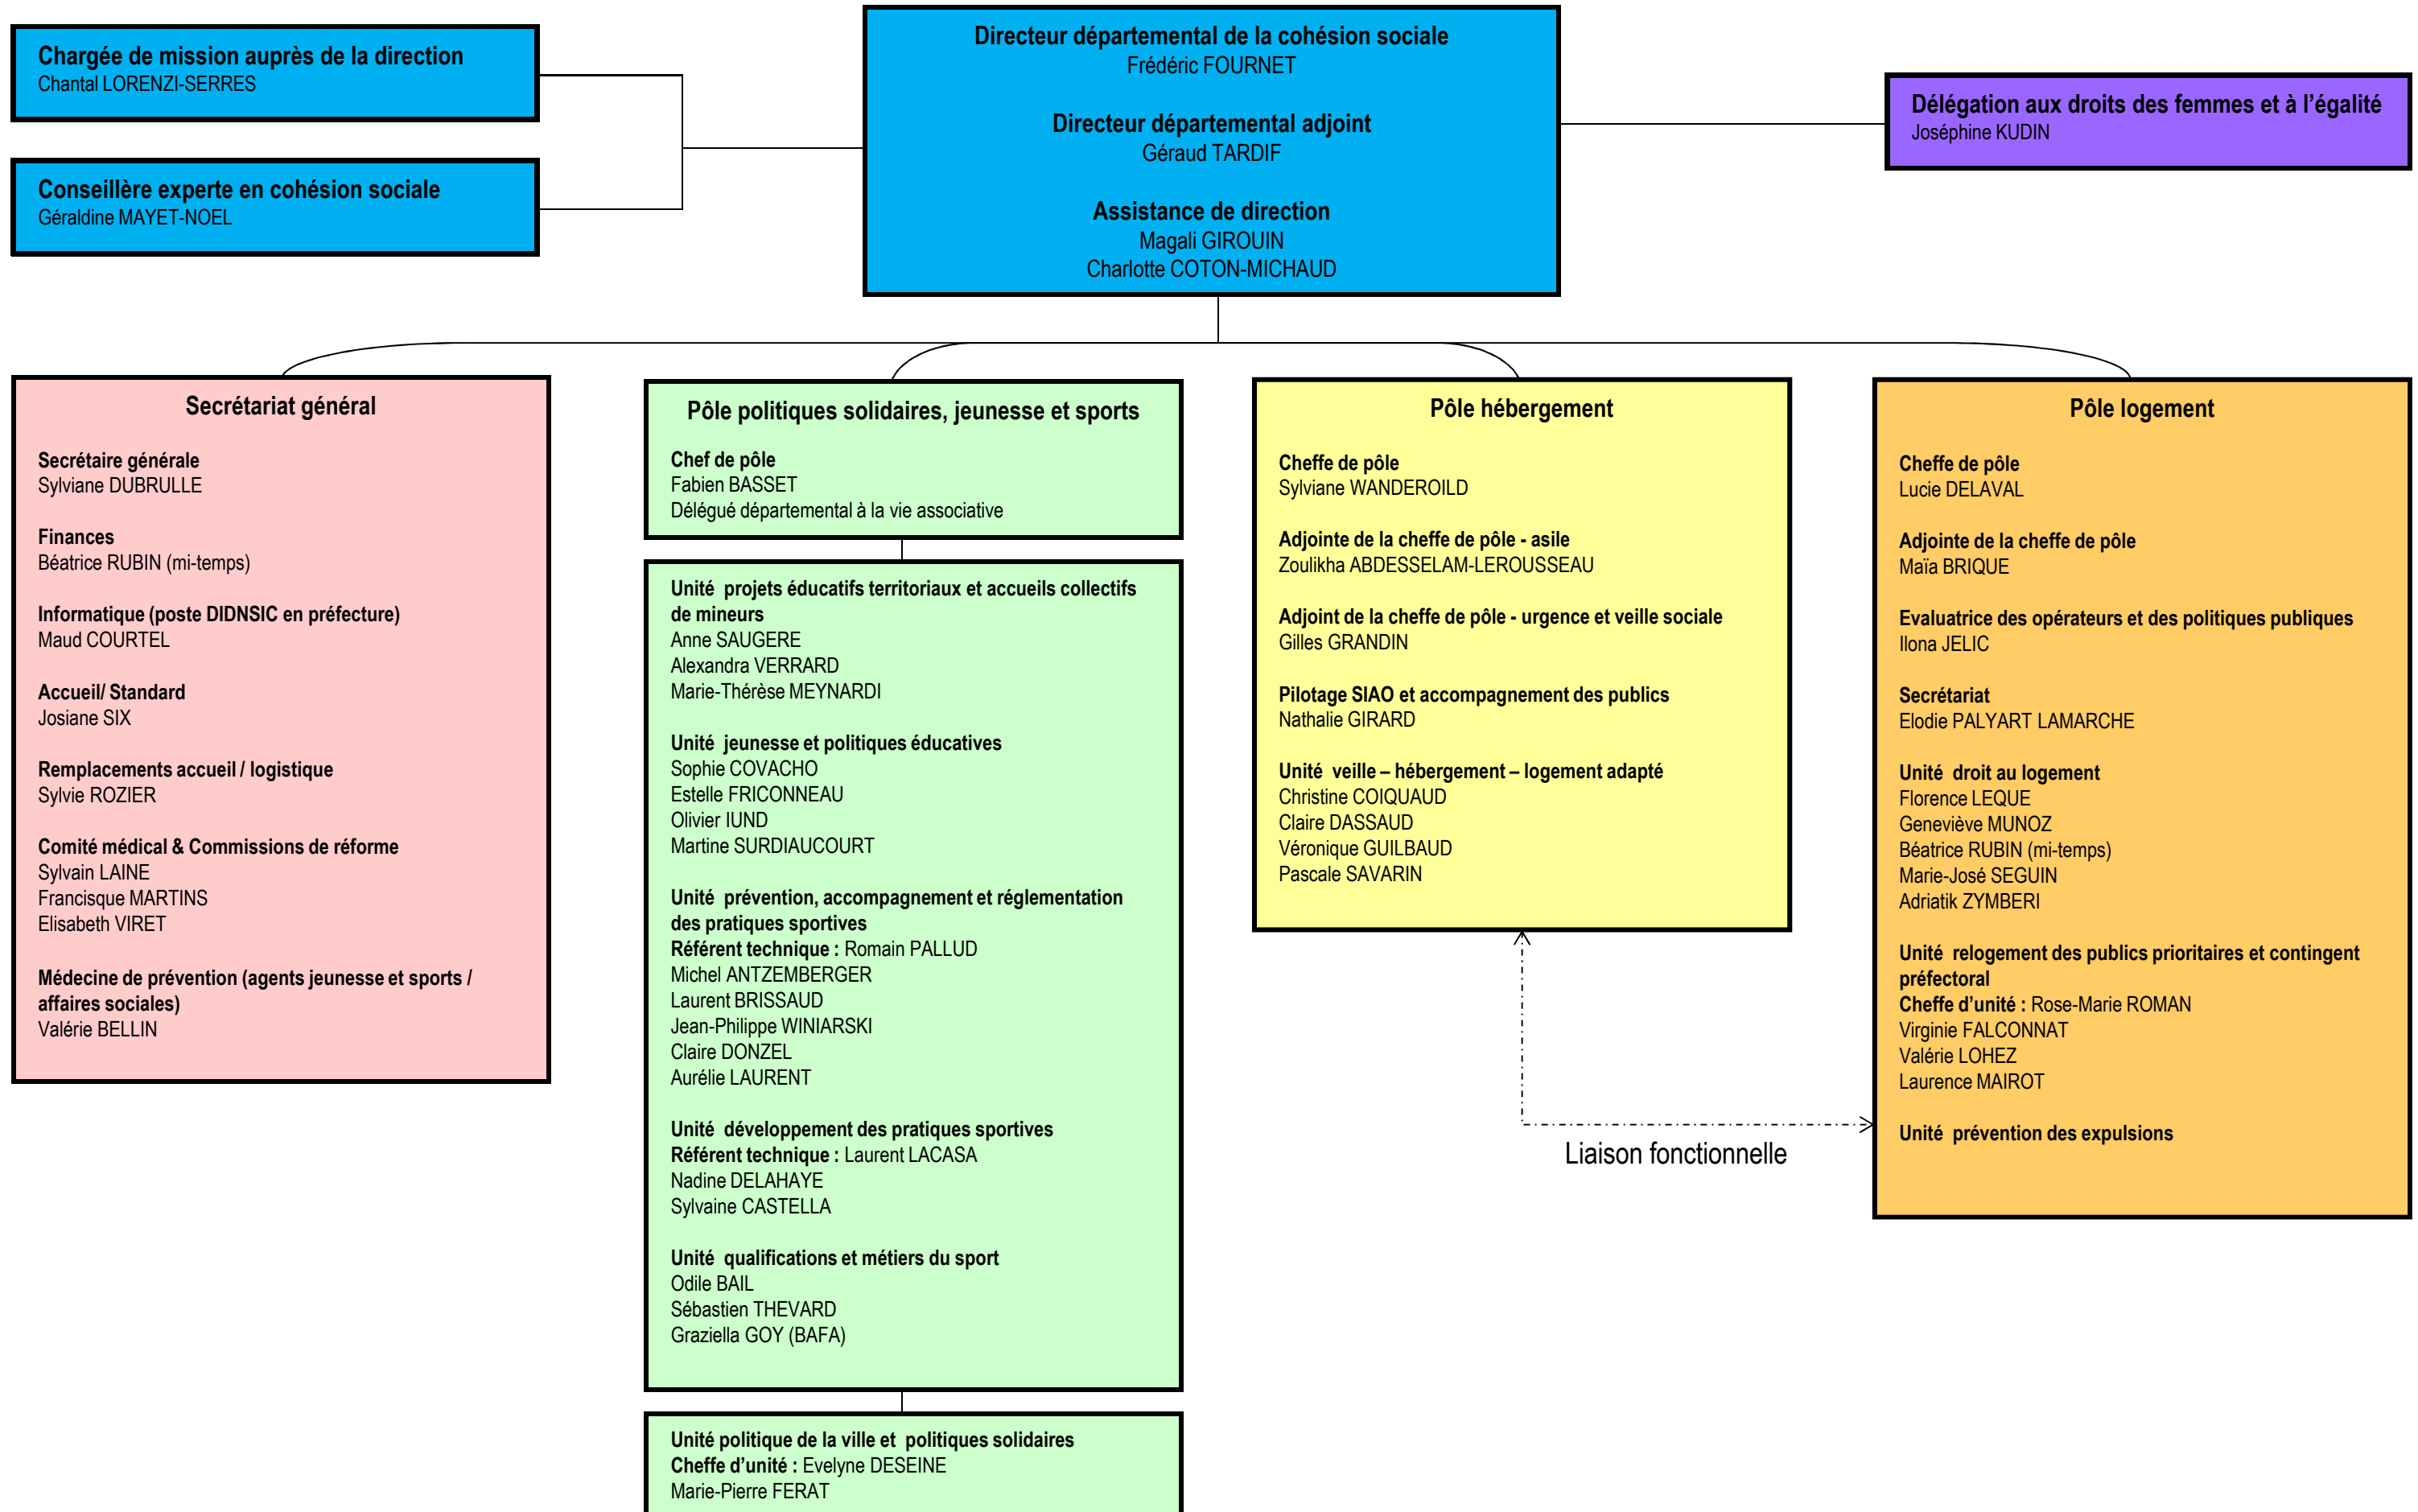 Chargée de mission auprès de la direction
Chantal LORENZI-SERRES
Conseillère experte en cohésion sociale
Géraldine MAYET-NOEL
Directeur départemental de la cohésion sociale
Frédéric FOURNET
Directeur départemental adjoint
Géraud TARDIF
Assistance de direction
Magali GIROUIN
Charlotte COTON-MICHAUD
Délégation aux droits des femmes et à l’égalité
Joséphine KUDIN
Secrétariat général
Secrétaire générale
Sylviane DUBRULLE
Finances
Béatrice RUBIN (mi-temps)
Informatique (poste DIDNSIC en préfecture)
Maud COURTEL
Accueil/ Standard
Josiane SIX
Remplacements accueil / logistique
Sylvie ROZIER
Comité médical & Commissions de réforme
Sylvain LAINE
Francisque MARTINS
Elisabeth VIRET
Médecine de prévention (agents jeunesse et sports /
affaires sociales)
Valérie BELLIN
Pôle politiques solidaires, jeunesse et sports
Chef de pôle
Fabien BASSET
Délégué départemental à la vie associative
Unité projets éducatifs territoriaux et accueils collectifs
de mineurs
Anne SAUGERE
Alexandra VERRARD
Marie-Thérèse MEYNARDI
Unité jeunesse et politiques éducatives
Sophie COVACHO
Estelle FRICONNEAU
Olivier IUND
Martine SURDIAUCOURT
Unité prévention, accompagnement et réglementation
des pratiques sportives
Référent technique : Romain PALLUD
Michel ANTZEMBERGER
Laurent BRISSAUD
Jean-Philippe WINIARSKI
Claire DONZEL
Aurélie LAURENT
Unité développement des pratiques sportives
Référent technique : Laurent LACASA
Nadine DELAHAYE
Sylvaine CASTELLA
Unité qualifications et métiers du sport
Odile BAIL
Sébastien THEVARD
Graziella GOY (BAFA)
Unité politique de la ville et politiques solidaires
Cheffe d’unité : Evelyne DESEINE
Marie-Pierre FERAT
Pôle hébergement
Cheffe de pôle
Sylviane WANDEROILD
Adjointe de la cheffe de pôle - asile
Zoulikha ABDESSELAM-LEROUSSEAU
Adjoint de la cheffe de pôle - urgence et veille sociale
Gilles GRANDIN
Pilotage SIAO et accompagnement des publics
Nathalie GIRARD
Unité veille – hébergement – logement adapté
Christine COIQUAUD
Claire DASSAUD
Véronique GUILBAUD
Pascale SAVARIN
Liaison fonctionnelle
Pôle logement
Cheffe de pôle
Lucie DELAVAL
Adjointe de la cheffe de pôle
Maïa BRIQUE
Evaluatrice des opérateurs et des politiques publiques
Ilona JELIC
Secrétariat
Elodie PALYART LAMARCHE
Unité droit au logement
Florence LEQUE
Geneviève MUNOZ
Béatrice RUBIN (mi-temps)
Marie-José SEGUIN
Adriatik ZYMBERI
Unité relogement des publics prioritaires et contingent
préfectoral
Cheffe d’unité : Rose-Marie ROMAN
Virginie FALCONNAT
Valérie LOHEZ
Laurence MAIROT
Unité prévention des expulsions